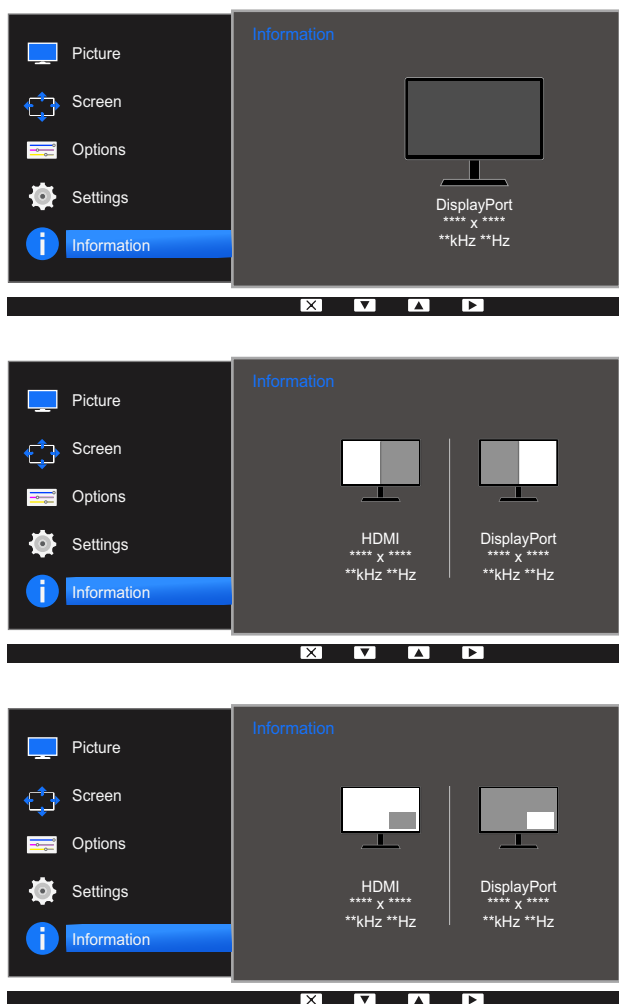 Information
Picture
Screen
Options
Settings
Information
DisplayPort
**** x ****
**kHz **Hz
Information
Picture
Screen
Options
Settings
Information
HDMI
**** x ****
**kHz **Hz
DisplayPort
**** x ****
**kHz **Hz
Information
Picture
Screen
Options
Settings
Information
HDMI
**** x ****
**kHz **Hz
DisplayPort
**** x ****
**kHz **Hz